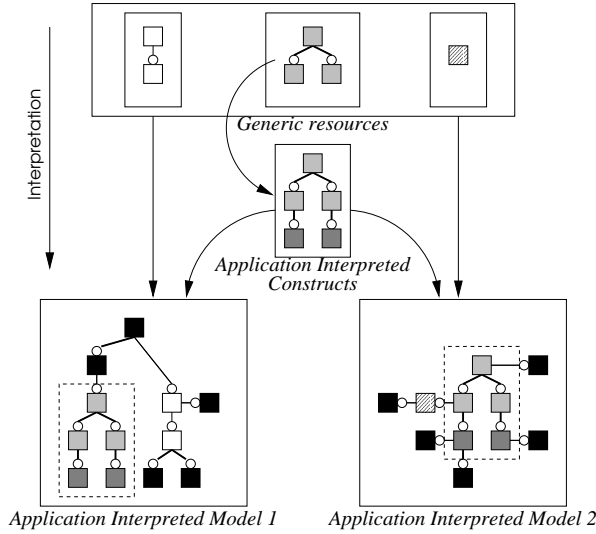 Generic resources
Interpretation
Application Interpreted
Constructs
Application Interpreted Model 1
Application Interpreted Model 2